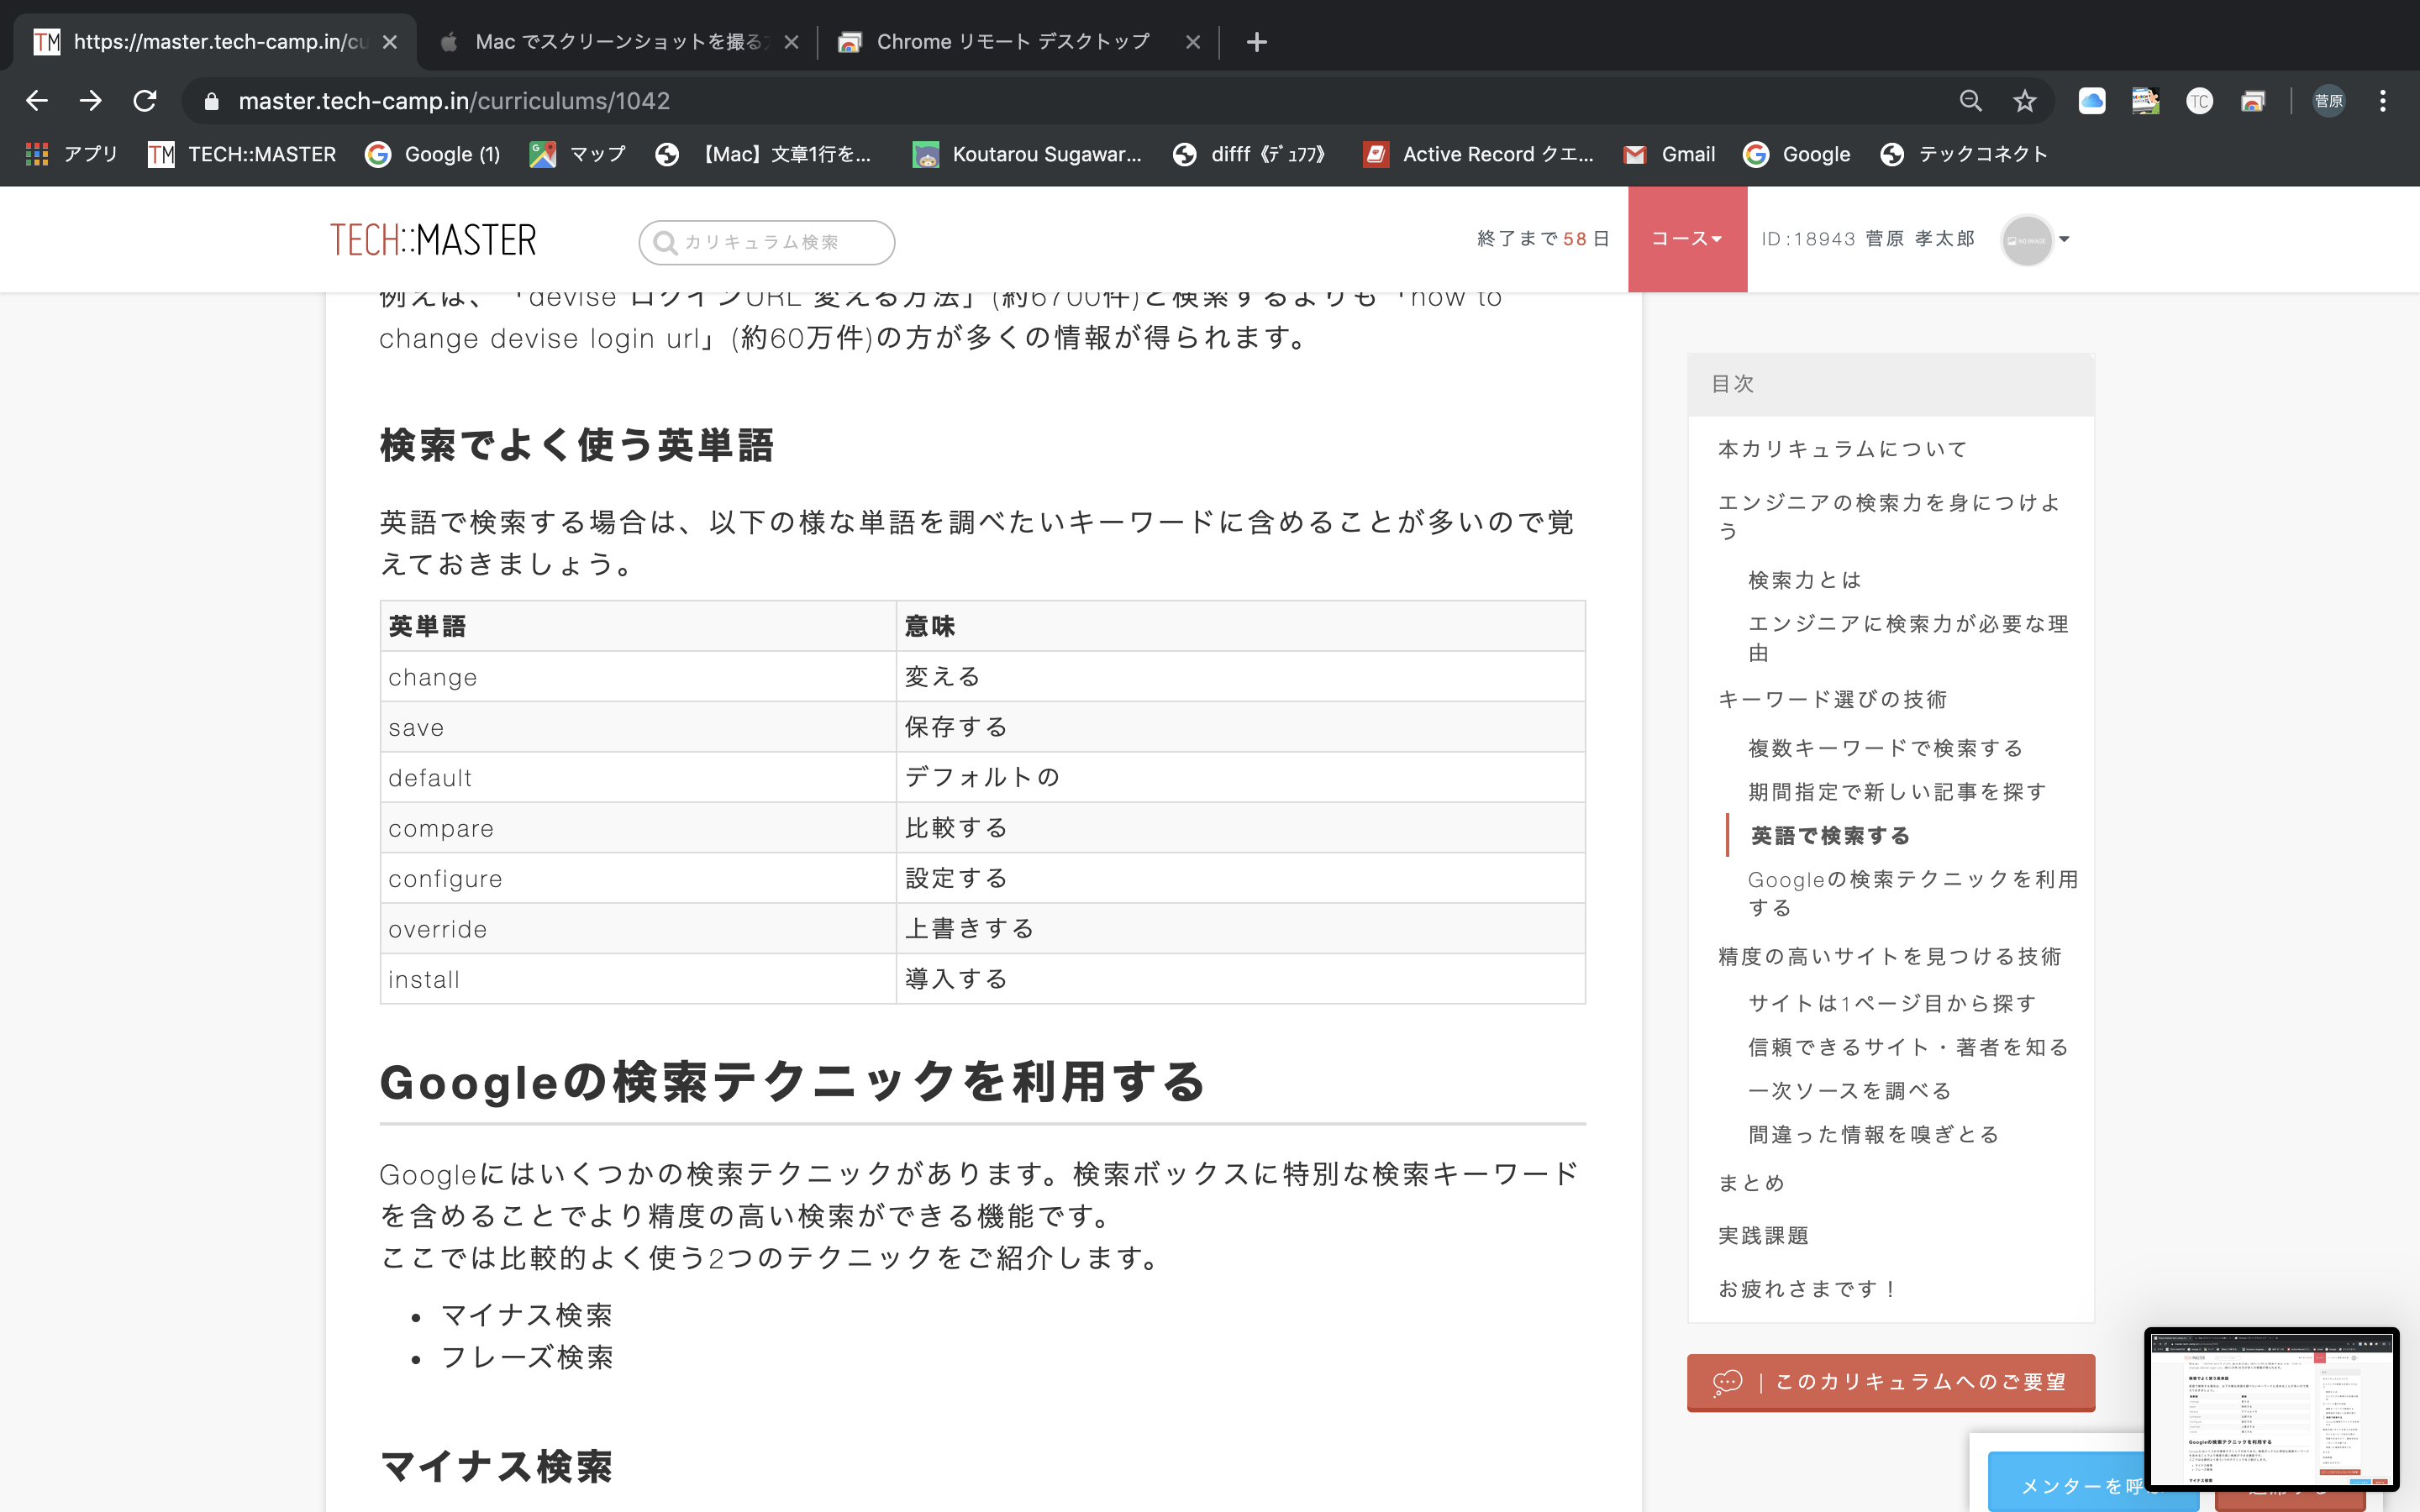 https://master.tech-camp.in/cu
Mac でスクリーンショットを撮る
Chrome リモート デスクトップ
master.tech-camp.in/curriculums/1042
菅原
アプリ
TM TECH::MASTER
Google (1)
マップ
【Mac】文章1行を...
Koutarou Sugawar...
difff《ﾃﾞｭﾌﾌ》
Active Record クエ...
Gmail
Google
テックコネクト
TECH::MASTER
カリキュラム検索
終了まで58日
コース
ID:18943 菅原 孝太郎
NO IMAGE
例えば、「devise ログインURL 変える方法」(約6700件)と検索するよりも「how to
change devise login url」(約60万件)の方が多くの情報が得られます。
検索でよく使う英単語
英語で検索する場合は、以下の様な単語を調べたいキーワードに含めることが多いので覚
えておきましょう。
英単語 意味
change 変える
save 保存する
default デフォルトの
compare 比較する
configure 設定する
override 上書きする
install 導入する
Googleの検索テクニックを利用する
Googleにはいくつかの検索テクニックがあります。検索ボックスに特別な検索キーワード
を含めることでより精度の高い検索ができる機能です。
ここでは比較的よく使う2つのテクニックをご紹介します。
• マイナス検索
• フレーズ検索
マイナス検索
目次
本カリキュラムについて
エンジニアの検索力を身につけよ
う
検索力とは
エンジニアに検索力が必要な理
由
キーワード選びの技術
複数キーワードで検索する
期間指定で新しい記事を探す
英語で検索する
Googleの検索テクニックを利用
する
精度の高いサイトを見つける技術
サイトは1ページ目から探す
信頼できるサイト・著者を知る
一次ソースを調べる
間違った情報を嗅ぎとる
まとめ
実践課題
お疲れさまです！
| このカリキュラムへのご要望
メンターを呼